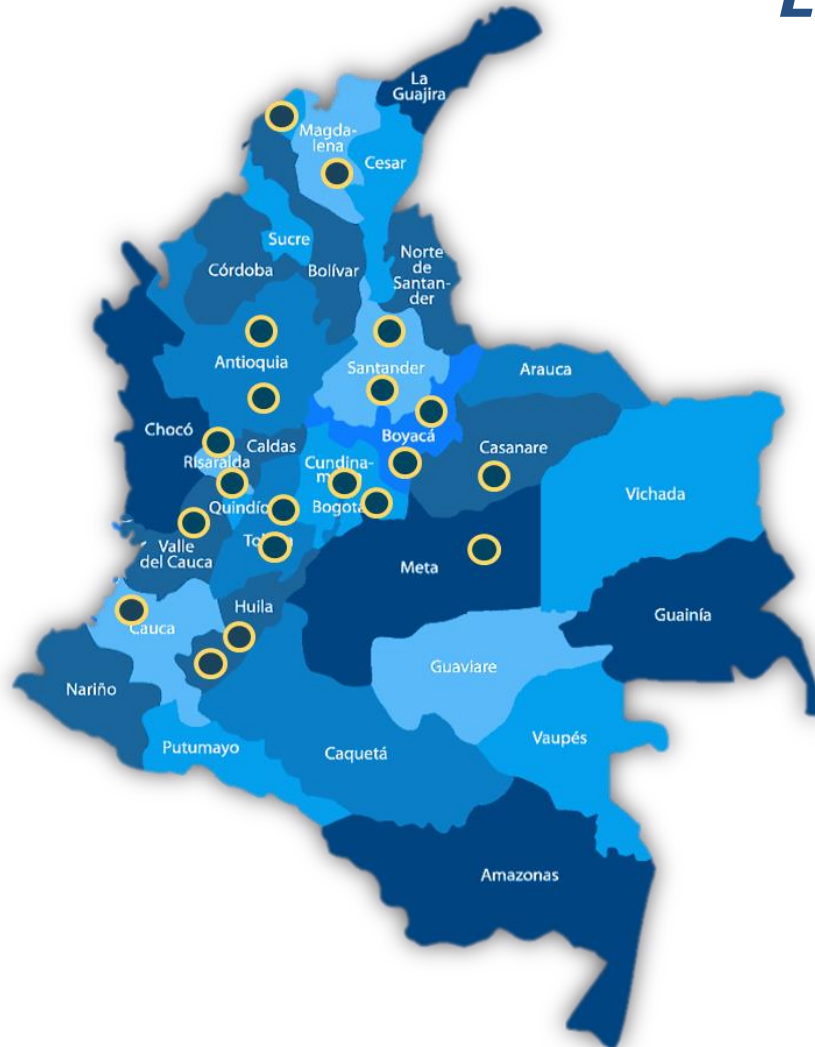 La
Guajira
Magda-
lena
Cesar
Sucre
Córdoba
Bolívar
Norte
de
Santan-
der
Antioquia
Santander
Arauca
Chocó
Caldas
Boyacá
Casanare
Risaralda
Cundina-
Vichada
Quindío
Bogotá
Valle
del Cauca
Meta
Huila
Guainía
Cauca
Guaviare
Nariño
Putumayo
Caquetá
Vaupés
Amazonas